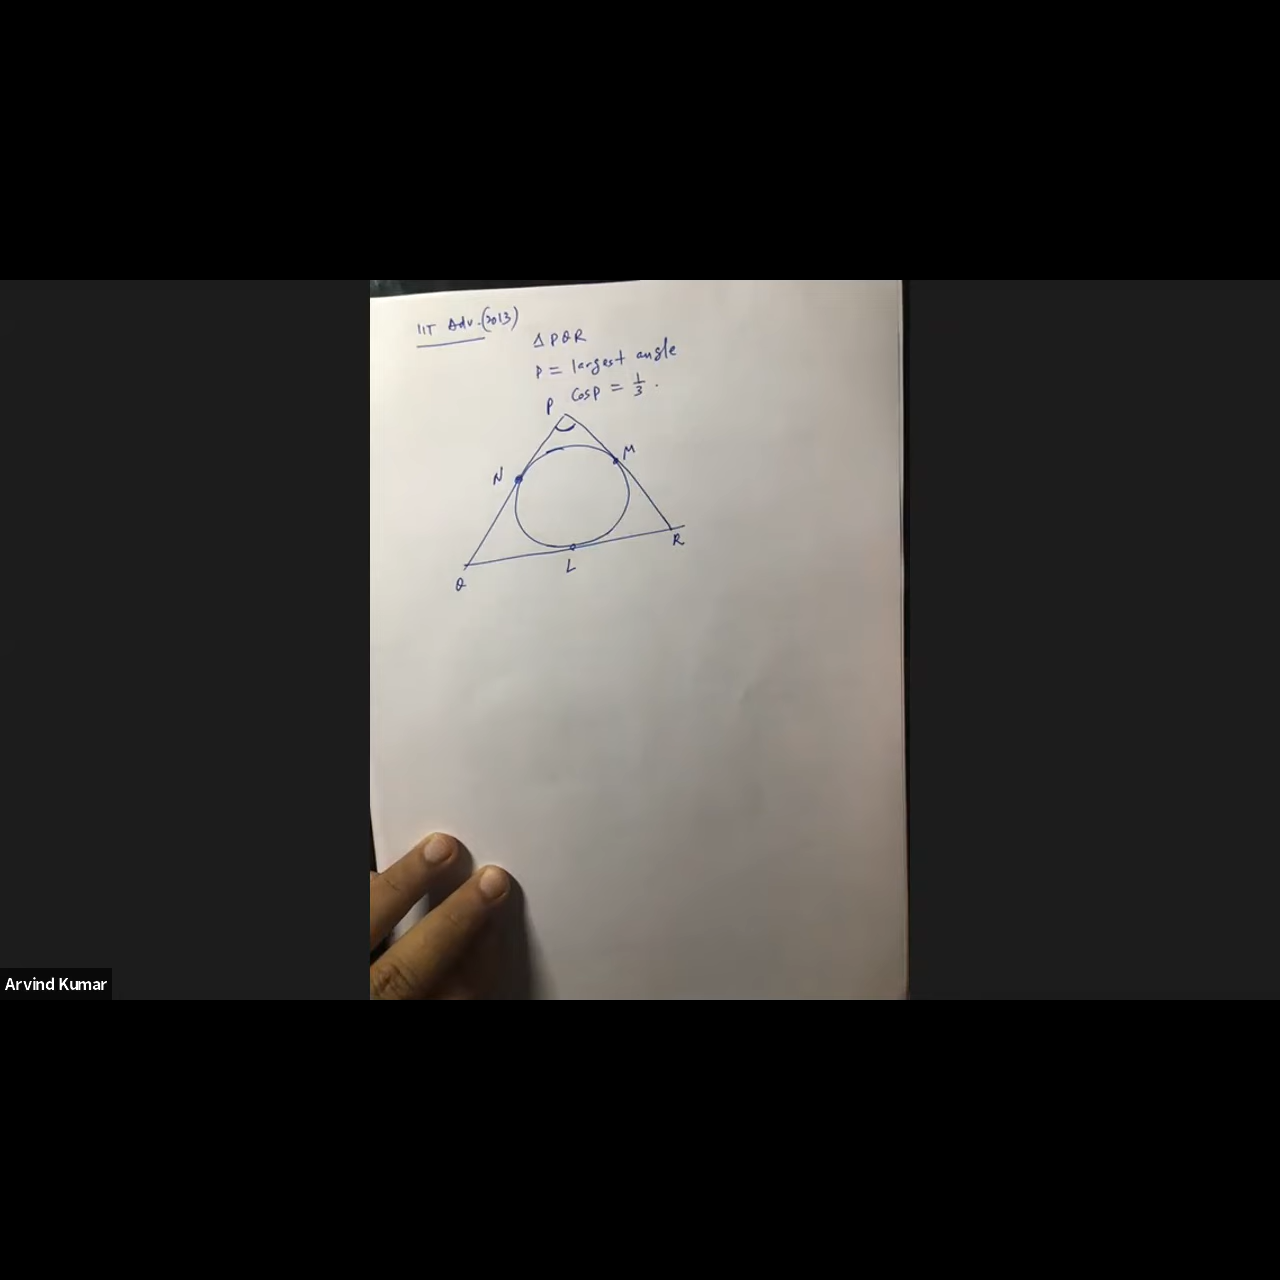 IIT Adv. (2013)
Δ PQR
P = largest angle
cos P = 1/3 .
P
M
N
R
L
Q
Arvind Kumar